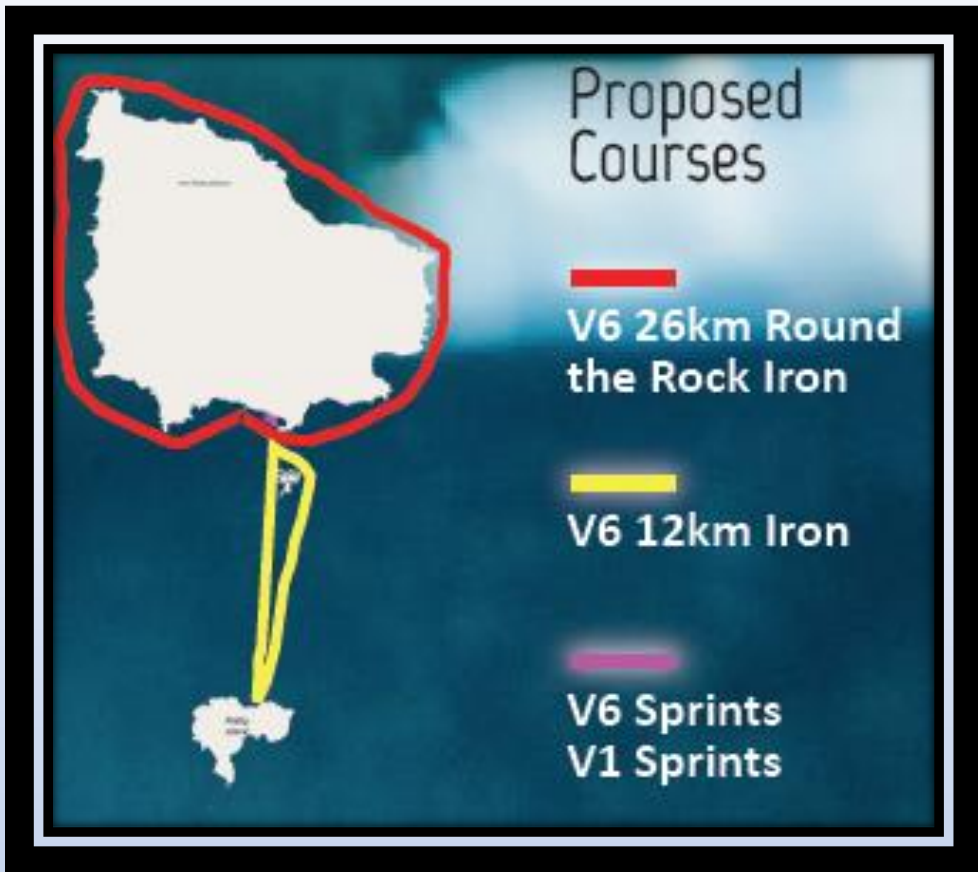 Proposed
Courses
V6 26km Round
the Rock Iron
V6 12km Iron
V6 Sprints
V1 Sprints